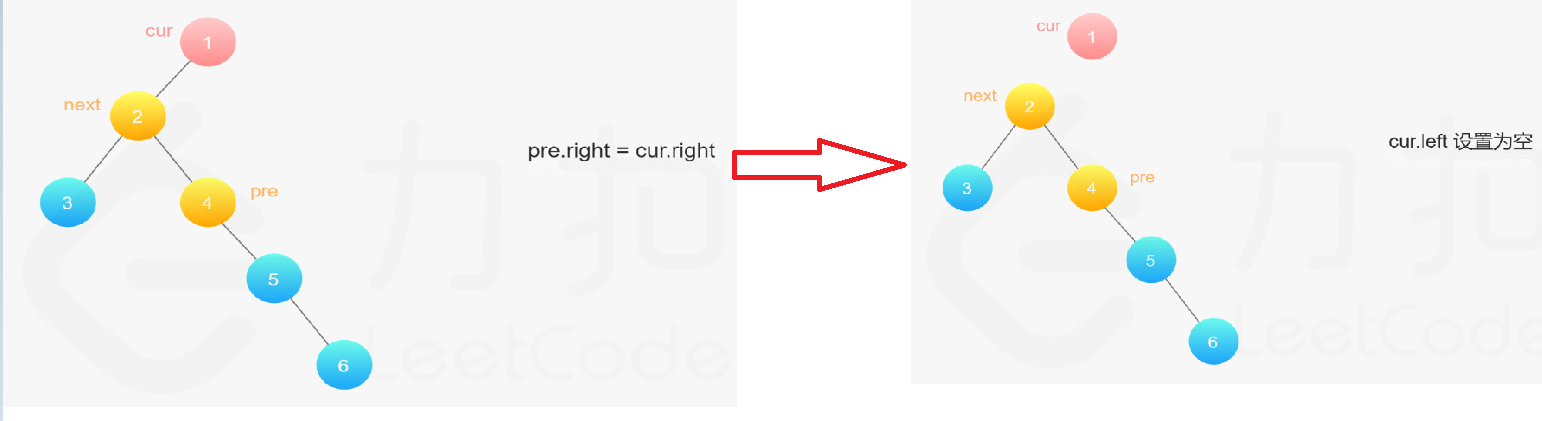 cur
1
next
2
pre.right = cur.right
3
4
pre
5
6
力扣
LeetCode
cur
1
next
2
cur.left 设置为空
3
4
pre
5
6
力扣
LeetCode